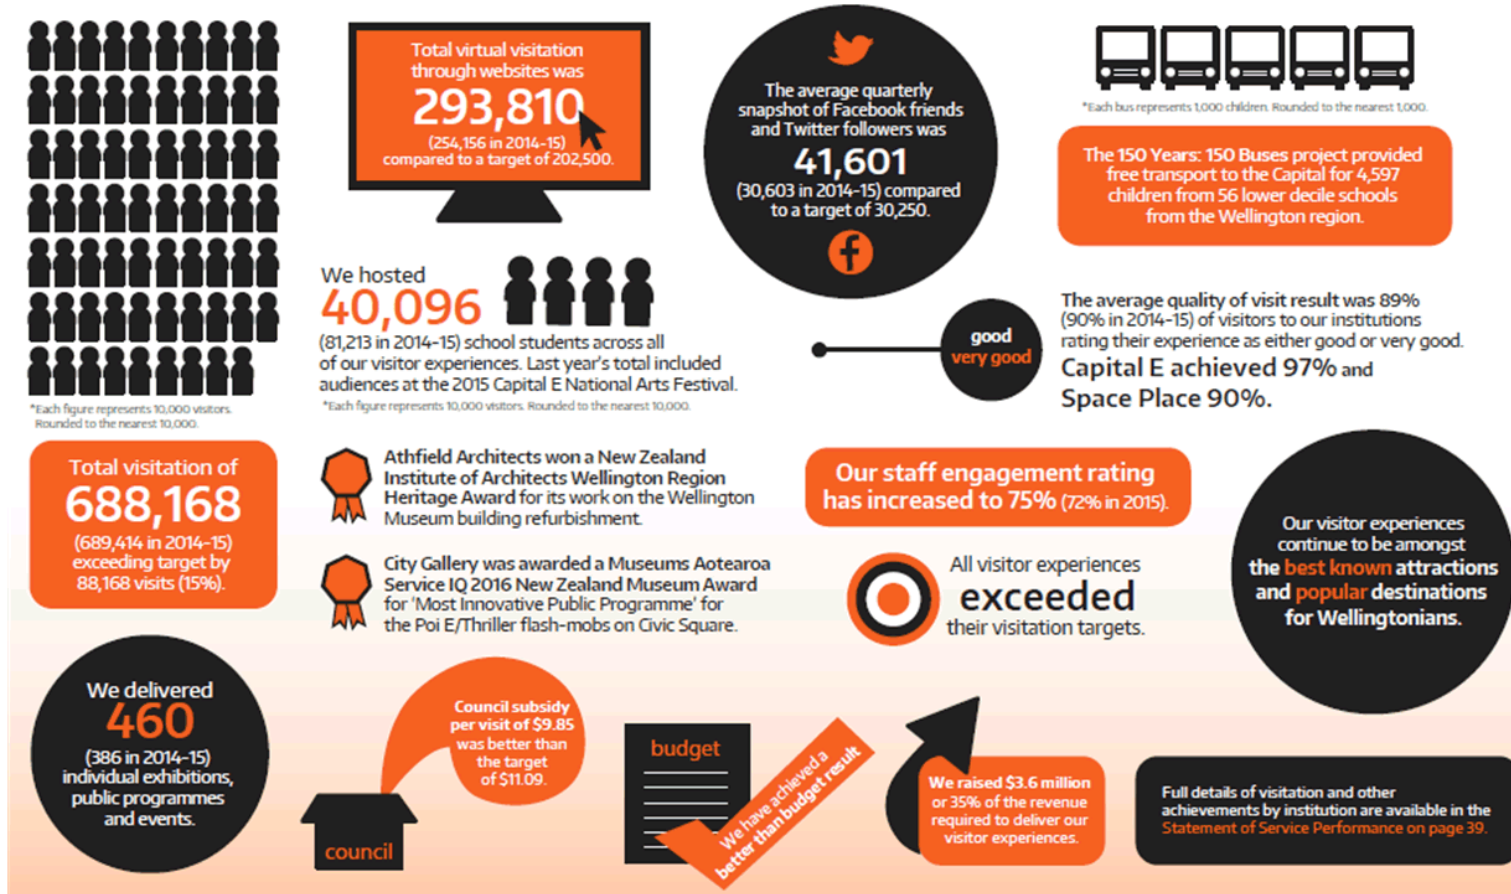 *Each figure represents 10,000 visitors.
Rounded to the nearest 10,000.
Total visitation of
688,168
(689,414 in 2014-15)
exceeding target by
88,168 visits (15%).
Total virtual visitation
through websites was
293,810
(254,156 in 2014-15)
compared to a target of 202,500.
We hosted
40,096
(81,213 in 2014-15) school students across all
of our visitor experiences. Last year's total included
audiences at the 2015 Capital E National Arts Festival.
*Each figure represents 10,000 visitors. Rounded to the nearest 10,000.
The average quarterly
snapshot of Facebook friends
and Twitter followers was
41,601
(30,603 in 2014-15) compared
to a target of 30,250.
*Each bus represents 1,000 children. Rounded to the nearest 1,000.
The 150 Years: 150 Buses project provided
free transport to the Capital for 4,597
children from 56 lower decile schools
from the Wellington region.
good
very good
The average quality of visit result was 89%
(90% in 2014-15) of visitors to our institutions
rating their experience as either good or very good.
Capital E achieved 97% and
Space Place 90%.
Athfield Architects won a New Zealand
Institute of Architects Wellington Region
Heritage Award for its work on the Wellington
Museum building refurbishment.
City Gallery was awarded a Museums Aotearoa
Service IQ 2016 New Zealand Museum Award
for 'Most Innovative Public Programme' for
the Poi E/Thriller flash-mobs on Civic Square.
Our staff engagement rating
has increased to 75% (72% in 2015).
All visitor experiences
exceeded
their visitation targets.
Our visitor experiences
continue to be amongst
the best known attractions
and popular destinations
for Wellingtonians.
We delivered
460
(386 in 2014-15)
individual exhibitions,
public programmes
and events.
Council subsidy
per visit of $9.85
was better than
the target
of $11.09.
council
budget
We have achieved a
better than budget result
We raised $3.6 million
or 35% of the revenue
required to deliver our
visitor experiences.
Full details of visitation and other
achievements by institution are available in the
Statement of Service Performance on page 39.